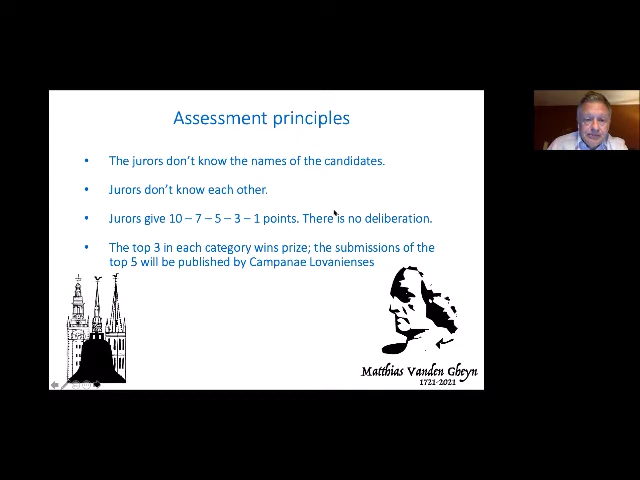 Assessment principles
• The jurors don't know the names of the candidates.
• Jurors don't know each other.
• Jurors give 10 – 7 – 5 – 3 – 1 points. There is no deliberation.
• The top 3 in each category wins prize; the submissions of the
top 5 will be published by Campanae Lovanienses
Matthias Vanden Gheyn
1721-2021